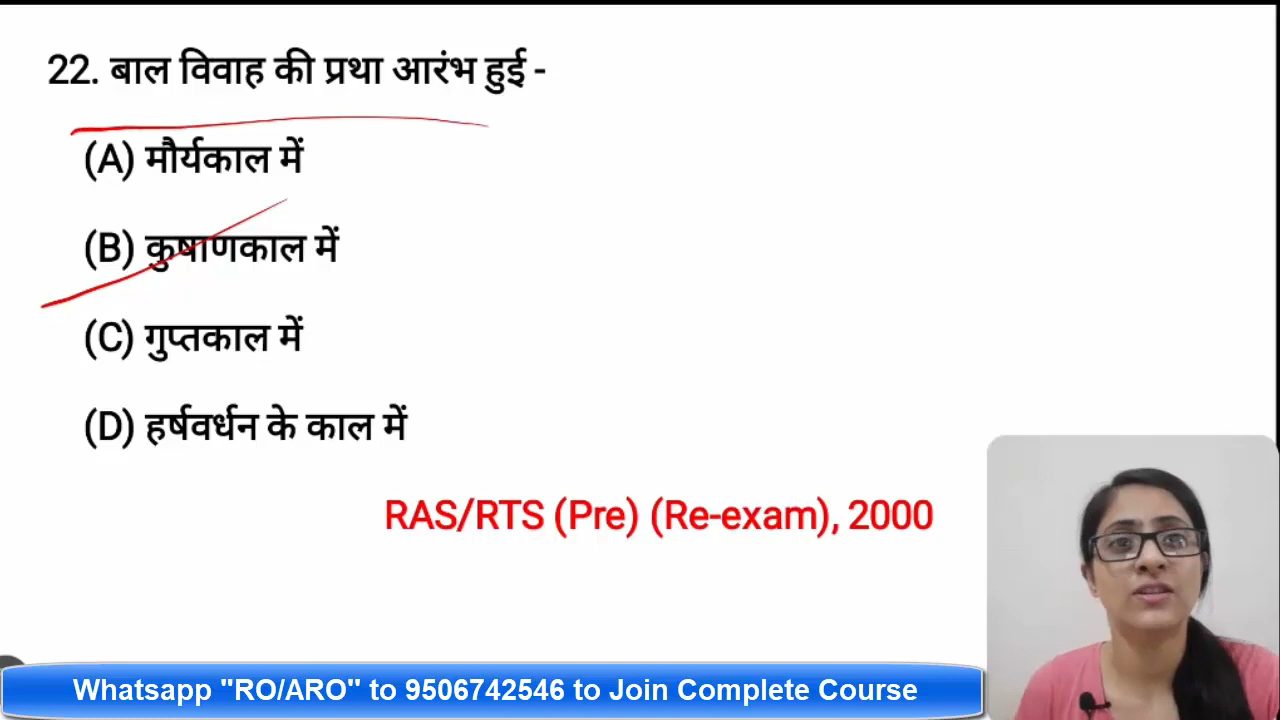 22. बाल विवाह की प्रथा आरंभ हुई -
(A) मौर्यकाल में
(B) कुषाणकाल में
(C) गुप्तकाल में
(D) हर्षवर्धन के काल में
RAS/RTS (Pre) (Re-exam), 2000
Whatsapp "RO/ARO" to 9506742546 to Join Complete Course